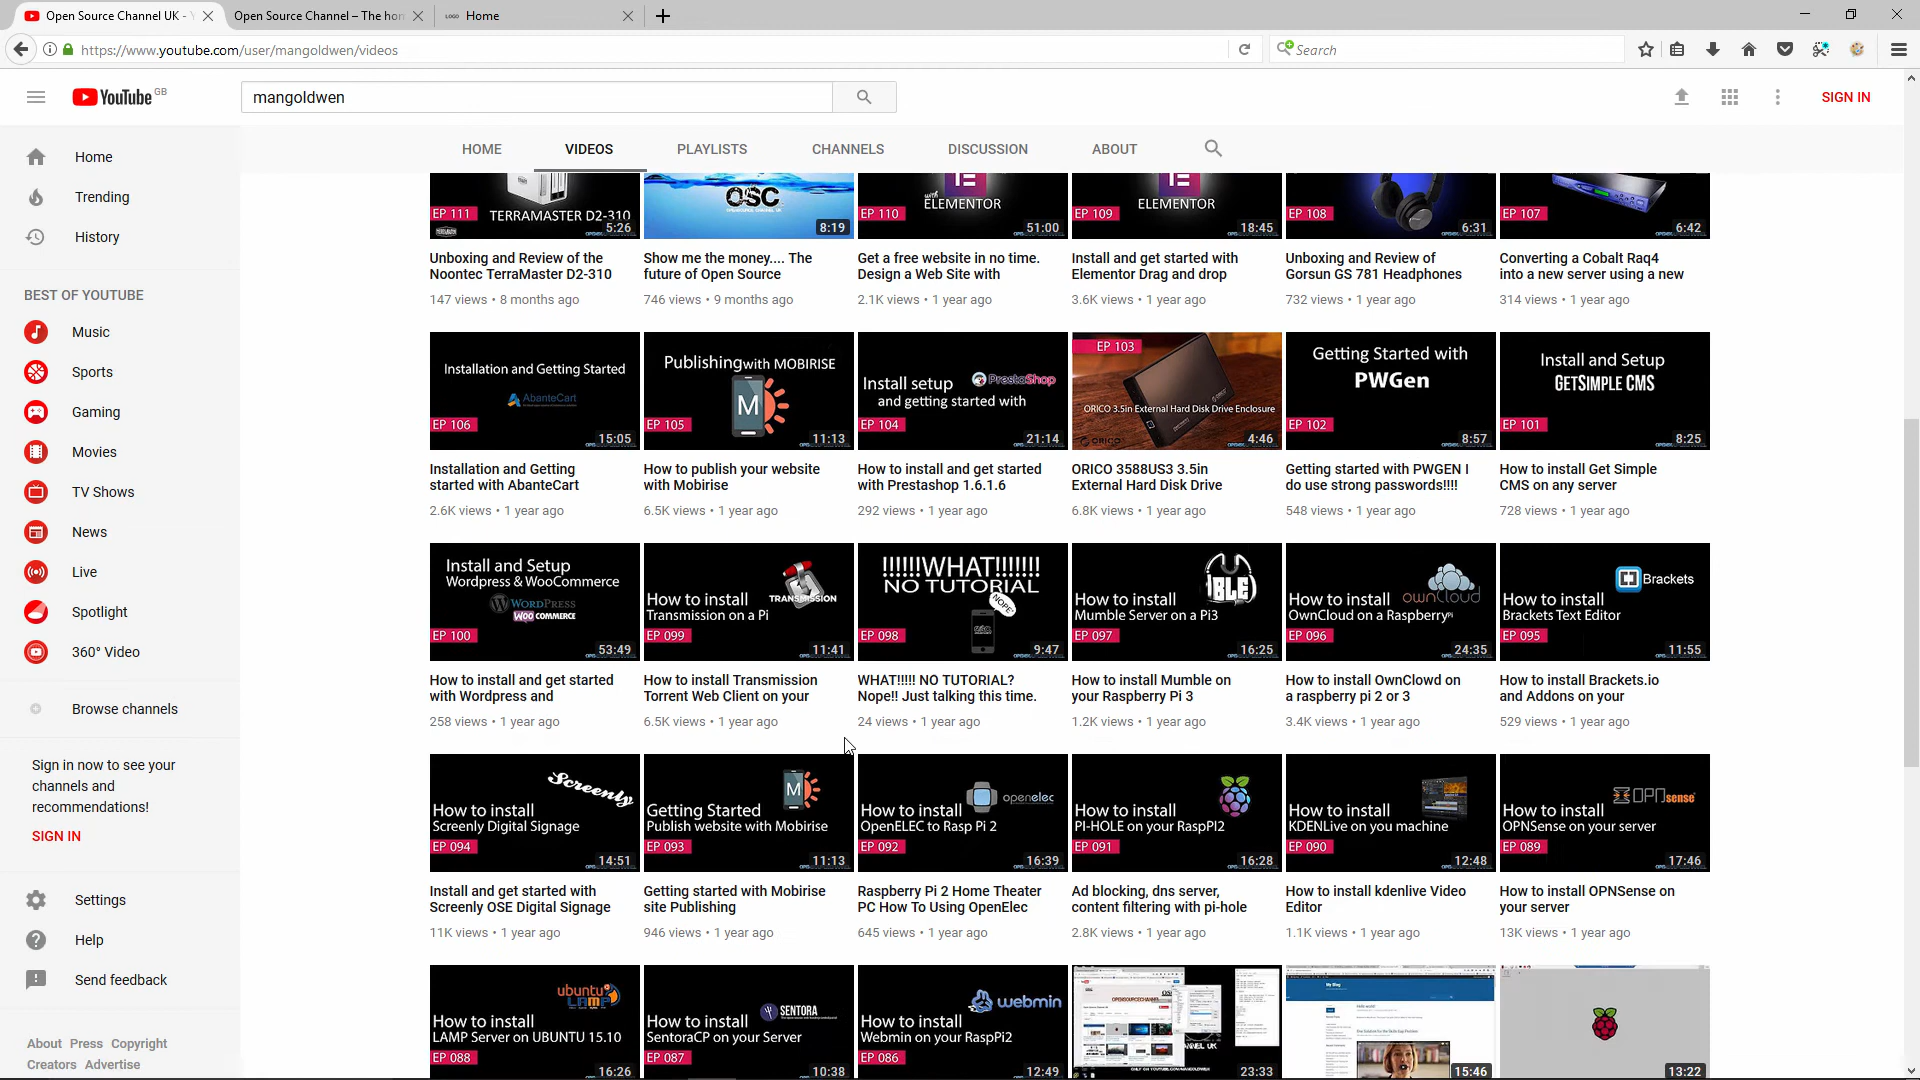 Open Source Channel UK - Y
Open Source Channel – The hom
LOGO
Home
https://www.youtube.com/user/mangoldwen/videos
Search
YouTube GB
mangoldwen
SIGN IN
HOME
VIDEOS
PLAYLISTS
CHANNELS
DISCUSSION
ABOUT
Home
Trending
History
BEST OF YOUTUBE
Music
Sports
Gaming
Movies
TV Shows
News
Live
Spotlight
360° Video
Browse channels
Sign in now to see your
channels and
recommendations!
SIGN IN
Settings
Help
Send feedback
About Press Copyright
Creators Advertise
EP 111
TERRAMASTER D2-310
5:26
Unboxing and Review of the
Noontec TerraMaster D2-310
147 views • 8 months ago
OSC
8:19
Show me the money.... The
future of Open Source
746 views • 9 months ago
with
ELEMENTOR
EP 110
51:00
Get a free website in no time.
Design a Web Site with
2.1K views • 1 year ago
ELEMENTOR
EP 109
18:45
Install and get started with
Elementor Drag and drop
3.6K views • 1 year ago
EP 108
6:31
Unboxing and Review of
Gorsun GS 781 Headphones
732 views • 1 year ago
EP 107
6:42
Converting a Cobalt Raq4
into a new server using a new
314 views • 1 year ago
Installation and Getting Started
AbanteCart
EP 106
15:05
Installation and Getting
started with AbanteCart
2.6K views • 1 year ago
Publishing with MOBIRISE
M
EP 105
11:13
How to publish your website
with Mobirise
6.5K views • 1 year ago
Install setup PrestaShop
and getting started with
EP 104
21:14
How to install and get started
with Prestashop 1.6.1.6
292 views • 1 year ago
EP 103
ORICO 3.5in External Hard Disk Drive Enclosure
ORICO
4:46
ORICO 3588US3 3.5in
External Hard Disk Drive
6.8K views • 1 year ago
Getting Started with
PWGen
EP 102
8:57
Getting started with PWGEN I
do use strong passwords!!!!
548 views • 1 year ago
Install and Setup
GETSIMPLE CMS
EP 101
8:25
How to install Get Simple
CMS on any server
728 views • 1 year ago
Install and Setup
Wordpress & WooCommerce
WORDPRESS
WOO COMMERCE
EP 100
53:49
How to install and get started
with Wordpress and
258 views • 1 year ago
TRANSMISSION
How to install
Transmission on a Pi
EP 099
11:41
How to install Transmission
Torrent Web Client on your
6.5K views • 1 year ago
!!!!!!WHAT!!!!!!!
NO TUTORIAL
NOPE!
EP 098
9:47
WHAT!!!!! NO TUTORIAL?
Nope!! Just talking this time.
24 views • 1 year ago
BLE
How to install
Mumble Server on a Pi3
EP 097
16:25
How to install Mumble on
your Raspberry Pi 3
1.2K views • 1 year ago
How to install ownCloud
OwnCloud on a RaspberryPi
EP 096
24:35
How to install OwnClowd on
a raspberry pi 2 or 3
3.4K views • 1 year ago
Brackets
How to install
Brackets Text Editor
EP 095
11:55
How to install Brackets.io
and Addons on your
529 views • 1 year ago
Screenly
How to install
Screenly Digital Signage
EP 094
14:51
Install and get started with
Screenly OSE Digital Signage
11K views • 1 year ago
M
Getting Started
Publish website with Mobirise
EP 093
11:13
Getting started with Mobirise
site Publishing
946 views • 1 year ago
openelec
How to install
OpenELEC to Rasp Pi 2
EP 092
16:39
Raspberry Pi 2 Home Theater
PC How To Using OpenElec
645 views • 1 year ago
How to install
PI-HOLE on your RaspPI2
EP 091
16:28
Ad blocking, dns server,
content filtering with pi-hole
2.8K views • 1 year ago
How to install
KDENLive on you machine
EP 090
12:48
How to install kdenlive Video
Editor
1.1K views • 1 year ago
OPNsense
How to install
OPNSense on your server
EP 089
17:46
How to install OPNSense on
your server
13K views • 1 year ago
ubuntu
LAMP
How to install
LAMP Server on UBUNTU 15.10
EP 088
16:26
SENTORA
How to install
SentoraCP on your Server
EP 087
10:38
webmin
How to install
Webmin on your RaspPi2
EP 086
12:49
23:33
My Blog
15:46
13:22